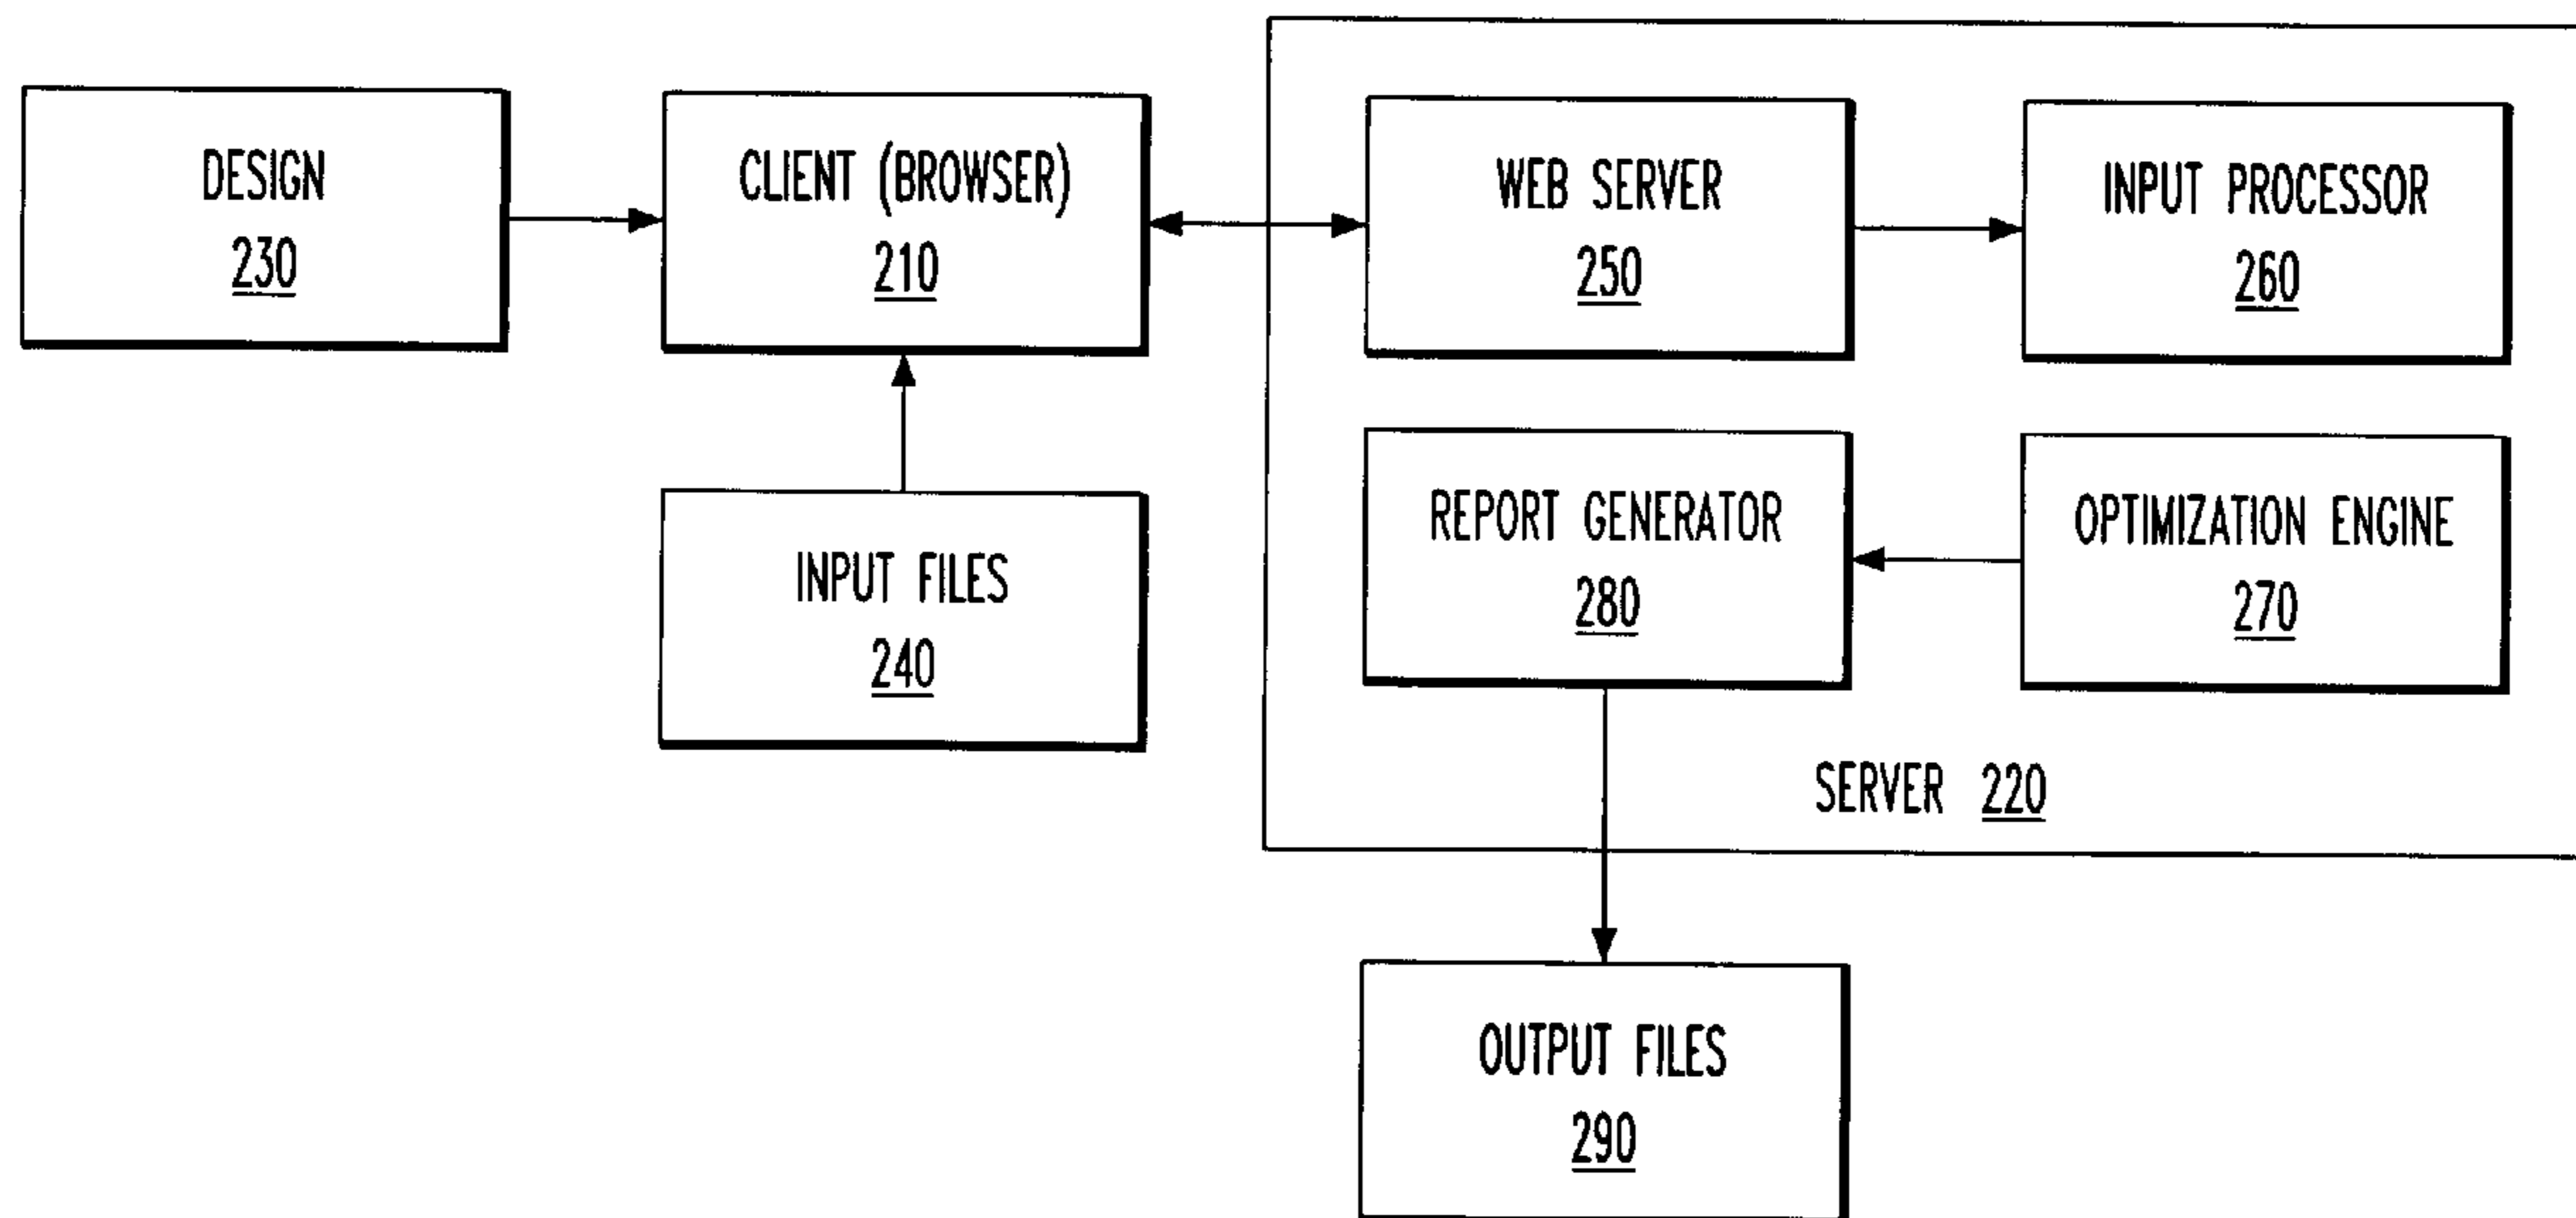 DESIGN
230
CLIENT (BROWSER)
210
WEB SERVER
250
INPUT PROCESSOR
260
INPUT FILES
240
REPORT GENERATOR
280
OPTIMIZATION ENGINE
270
SERVER 220
OUTPUT FILES
290